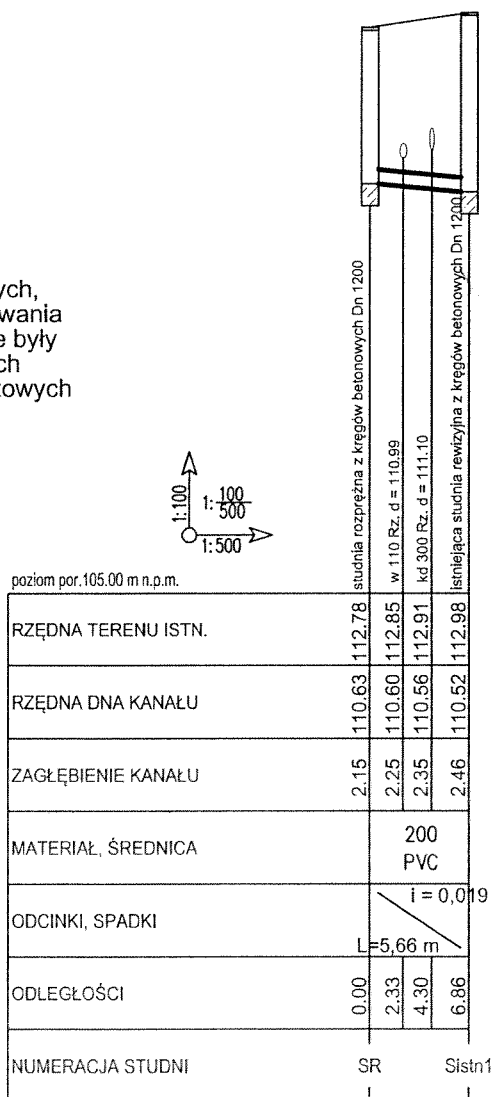 ych,
wania
e były
ch
towych
studnia rozprężna z kręgów betonowych Dn 1200
w 110 Rz. d = 110.99
kd 300 Rz. d = 111.10
istniejąca studnia rewizyjna z kręgów betonowych Dn 1200
1:100
1: 100/500
1:500
poziom por.105.00 m n.p.m.
RZĘDNA TERENU ISTN. 112.78 112.85 112.91 112.98
RZĘDNA DNA KANAŁU 110.63 110.60 110.56 110.52
ZAGŁĘBIENIE KANAŁU 2.15 2.25 2.35 2.46
MATERIAŁ, ŚREDNICA 200
PVC
i = 0,019
ODCINKI, SPADKI
L=5,66 m
ODLEGŁOŚCI 0.00 2.33 4.30 6.86
NUMERACJA STUDNI SR Sistn1